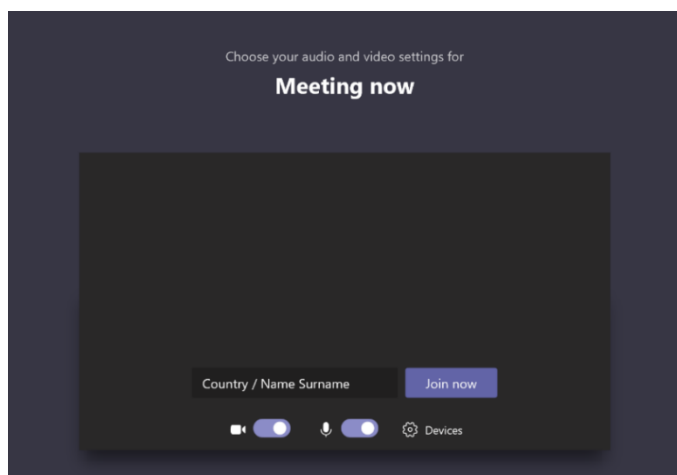 Choose your audio and video settings for
Meeting now
Country / Name Surname
Join now
Devices